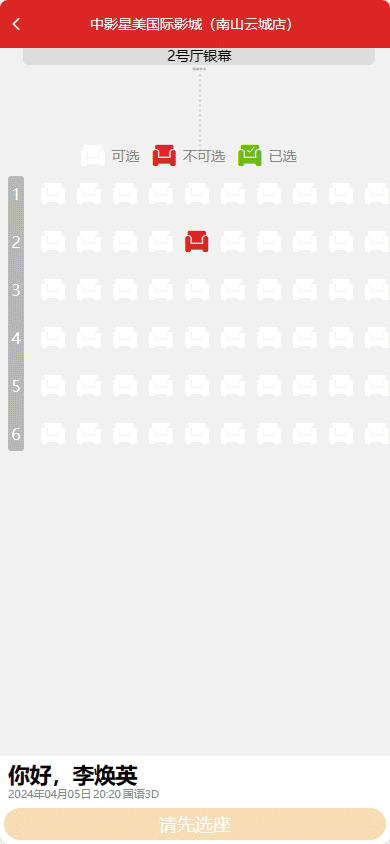 中影星美国际影城（南山云城店）
2号厅银幕
可选 不可选 已选
1
2
3
4
5
6
你好，李焕英
2024年04月05日 20:20 国语3D
请先选座